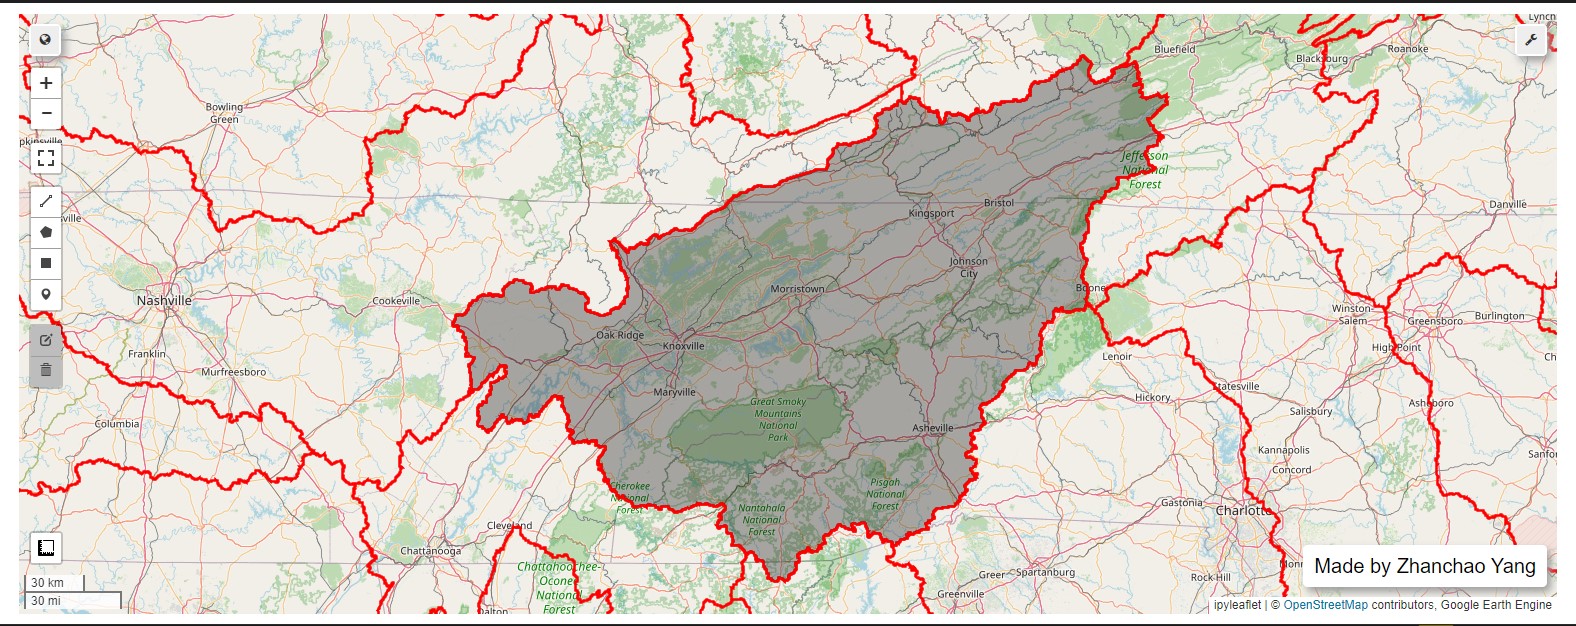 Lynch
Bluefield
Roanoke
Blacksburg
Bowling
Green
pkinsville
Jefferson
National
Forest
ville
Kingsport
Bristol
Danville
Johnson
City
Nashville
Cookeville
Morristown
Boone
Winston-
Salem
Greensboro
Burlington
Oak Ridge
Knoxville
High Point
Franklin
Murfreesboro
Lenoir
Ch
Maryville
Great Smoky
Mountains
National
Park
Statesville
Hickory
Salisbury
Asheboro
Columbia
Asheville
Kannapolis
Concord
Sanfo
Cherokee
National
Forest
Pisgah
National
Forest
Nantahala
National
Forest
Gastonia
Charlotte
Cleveland
Chattanooga
Chattahoochee-
Oconee
National
Forest
Greer
Spartanburg
Rock Hill
Monr
Greenville
Dalton
+
−
30 km
30 mi
Made by Zhanchao Yang
ipyleaflet | © OpenStreetMap contributors, Google Earth Engine